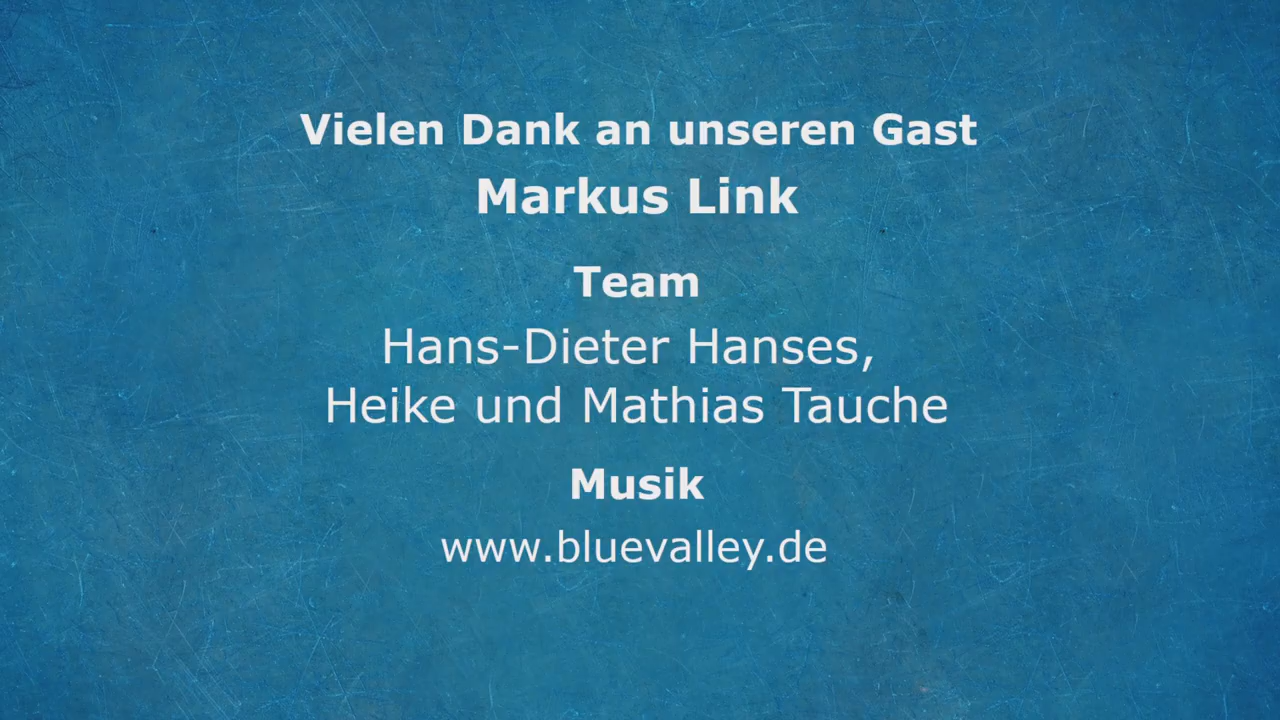 Vielen Dank an unseren Gast
Markus Link
Team
Hans-Dieter Hanses,
Heike und Mathias Tauche
Musik
www.bluevalley.de